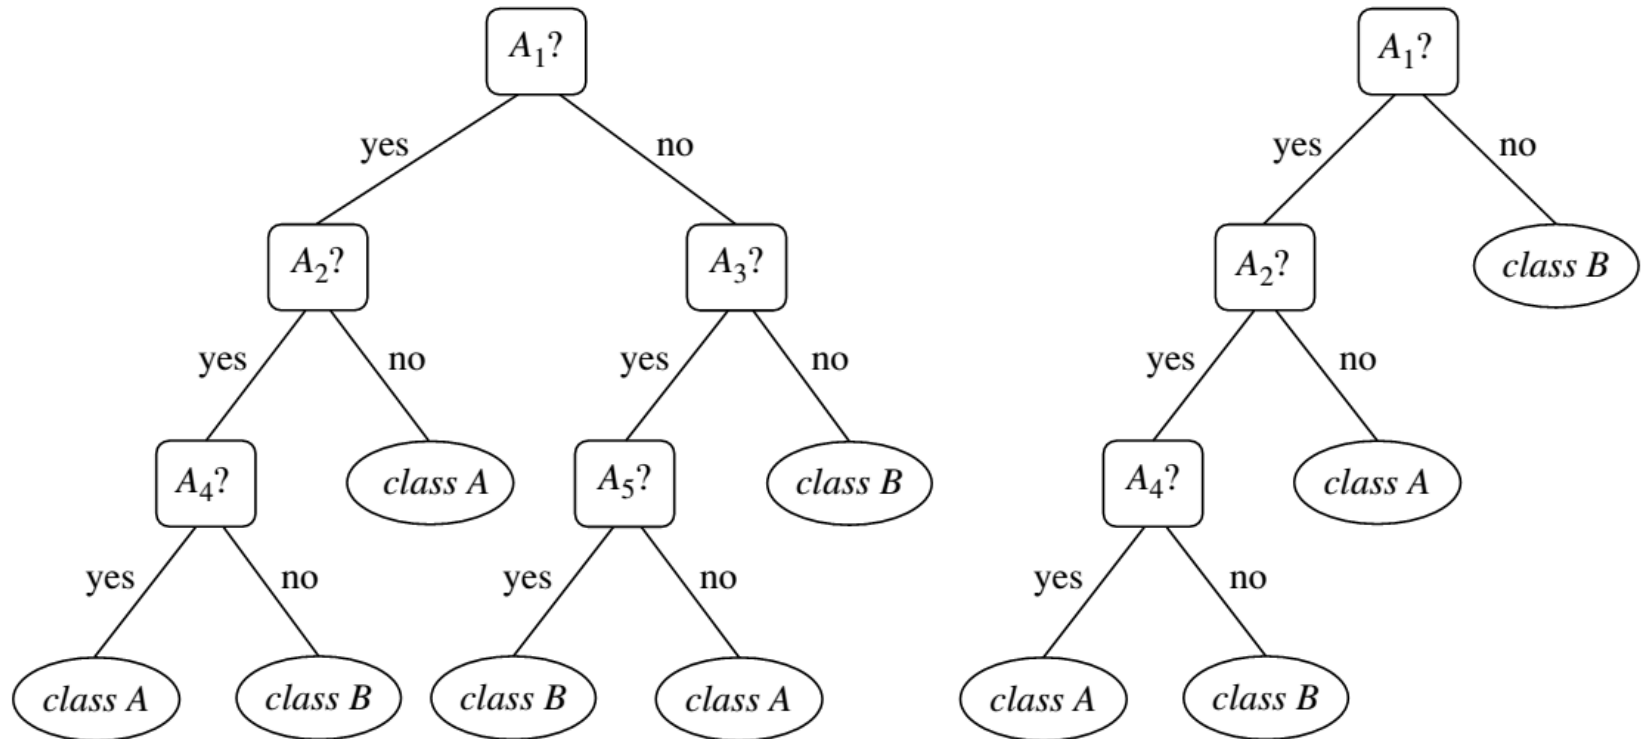 A₁? A₁?
yes no yes no
A₂? A₃? A₂? class B
yes no yes no yes no
A₄? class A A₅? class B A₄? class A
yes no yes no yes no
class A class B class B class A class A class B